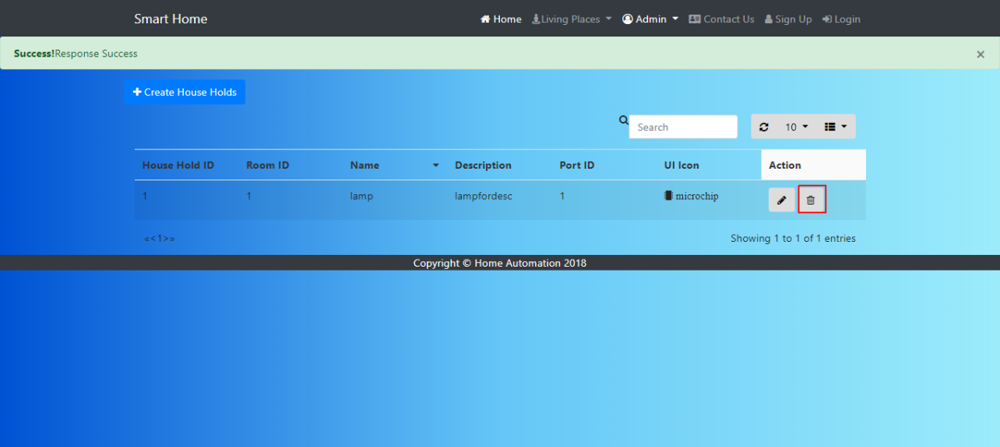 Smart Home Home Living Places Admin Contact Us Sign Up Login
Success!Response Success ×
Create House Holds
Search 10
House Hold ID Room ID Name Description Port ID UI Icon Action
1 1 lamp lampfordesc 1 microchip
«<1>» Showing 1 to 1 of 1 entries
Copyright © Home Automation 2018